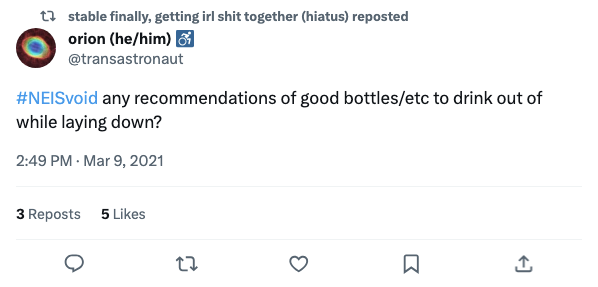 stable finally, getting irl shit together (hiatus) reposted
orion (he/him) ♿
@transastronaut
#NEISvoid any recommendations of good bottles/etc to drink out of
while laying down?
2:49 PM · Mar 9, 2021
3 Reposts 5 Likes